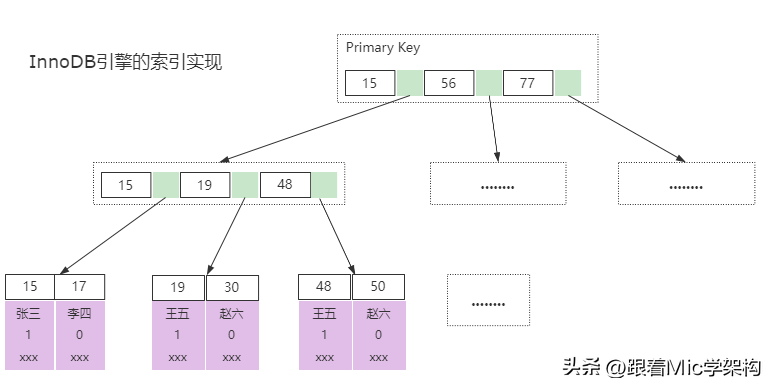 InnoDB引擎的索引实现
Primary Key
15 56 77
15 19 48
........
........
15 17
张三 李四
1 0
xxx xxx
19 30
王五 赵六
1 0
xxx xxx
48 50
王五 赵六
1 0
xxx xxx
........
头条 @跟着Mic学架构